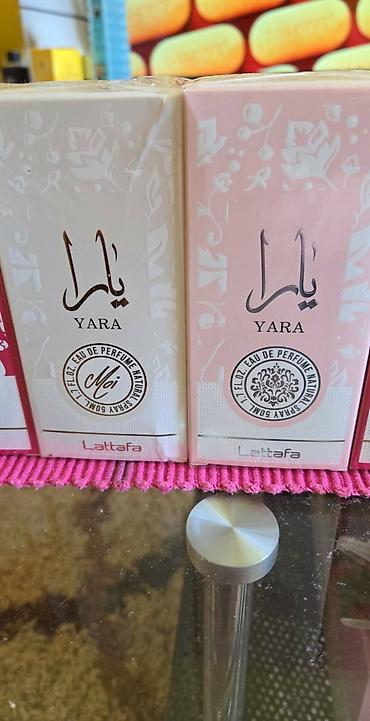 يارا
YARA
1.7 FL.OZ. EAU DE PERFUME NATURAL SPRAY 50ML
Moi
Lattafa
يارا
YARA
1.7 FL.OZ. EAU DE PERFUME NATURAL SPRAY 50ML
Lattafa